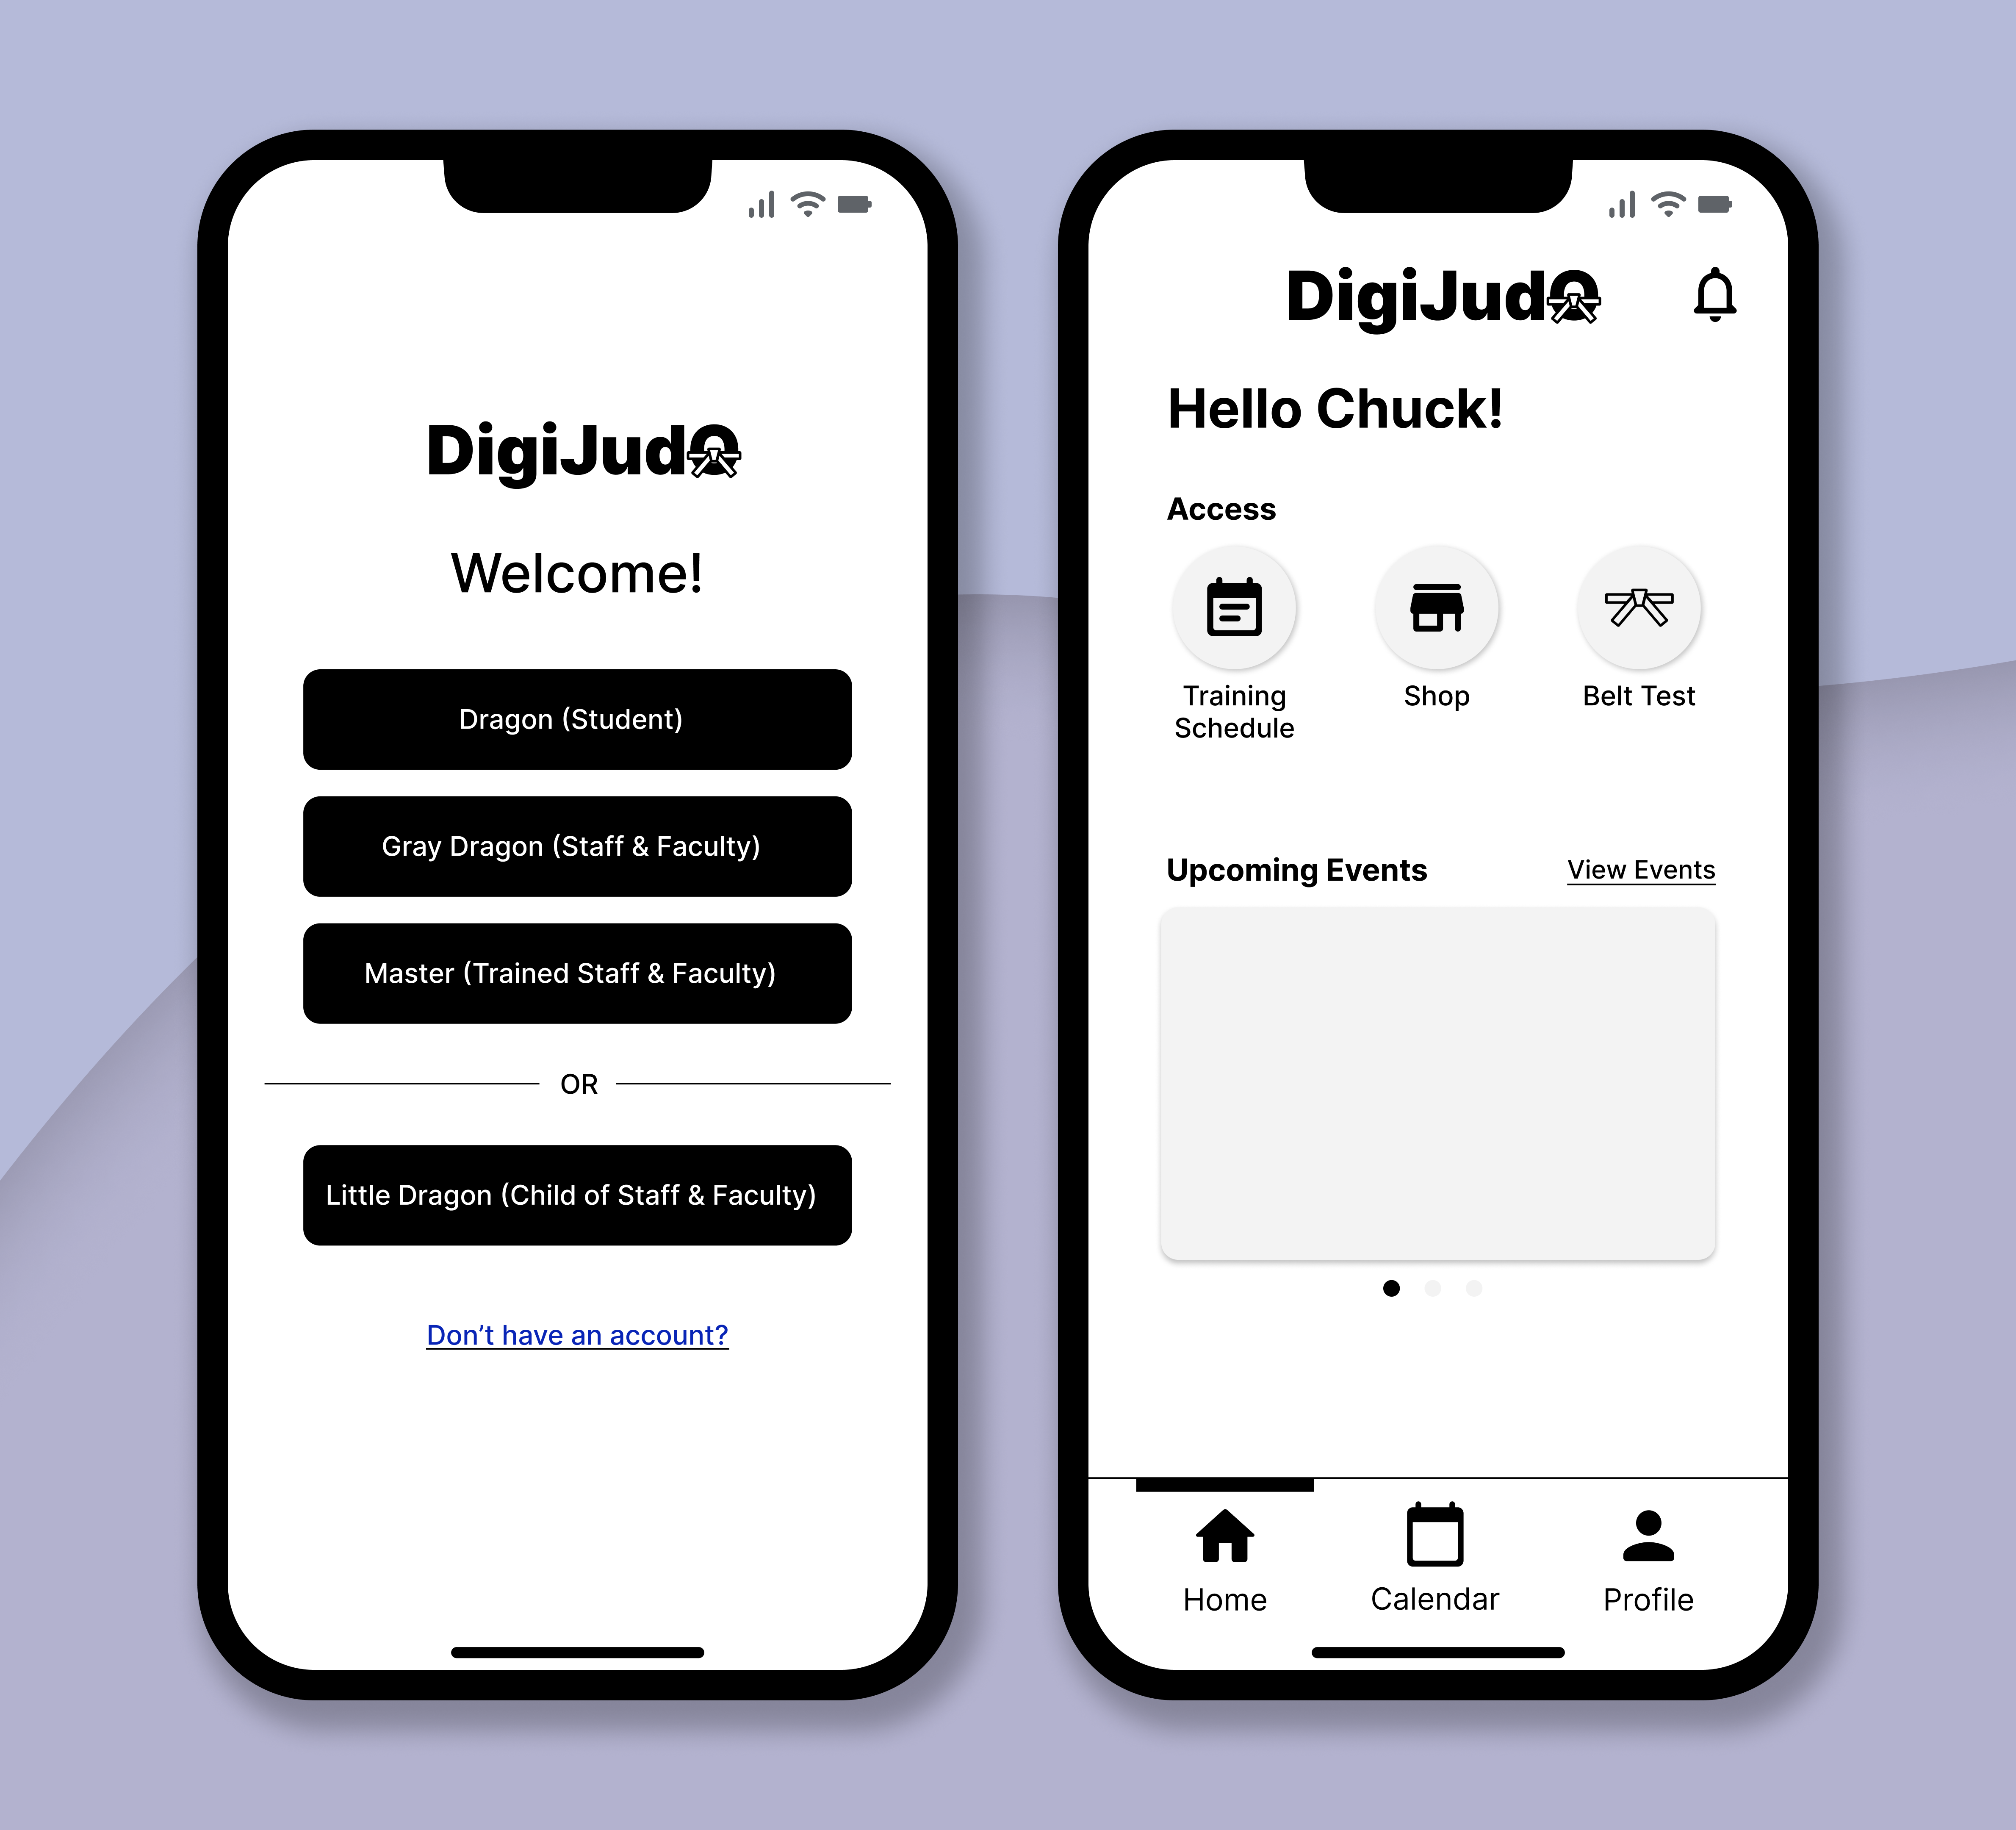 DigiJudO
Welcome!
Dragon (Student)
Gray Dragon (Staff & Faculty)
Master (Trained Staff & Faculty)
OR
Little Dragon (Child of Staff & Faculty)
Don’t have an account?
DigiJudO
Hello Chuck!
Access
Training
Schedule
Shop
Belt Test
Upcoming Events
View Events
Home
Calendar
Profile